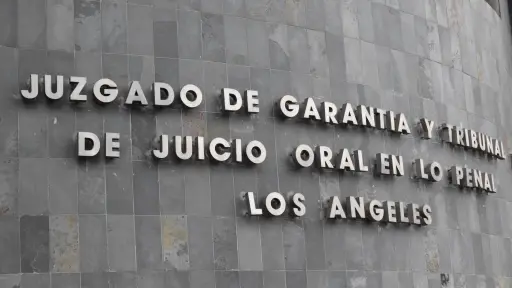 JUZGADO DE GARANTIA Y TRIBUNAL
DE JUICIO ORAL EN LO PENAL
LOS ANGELES